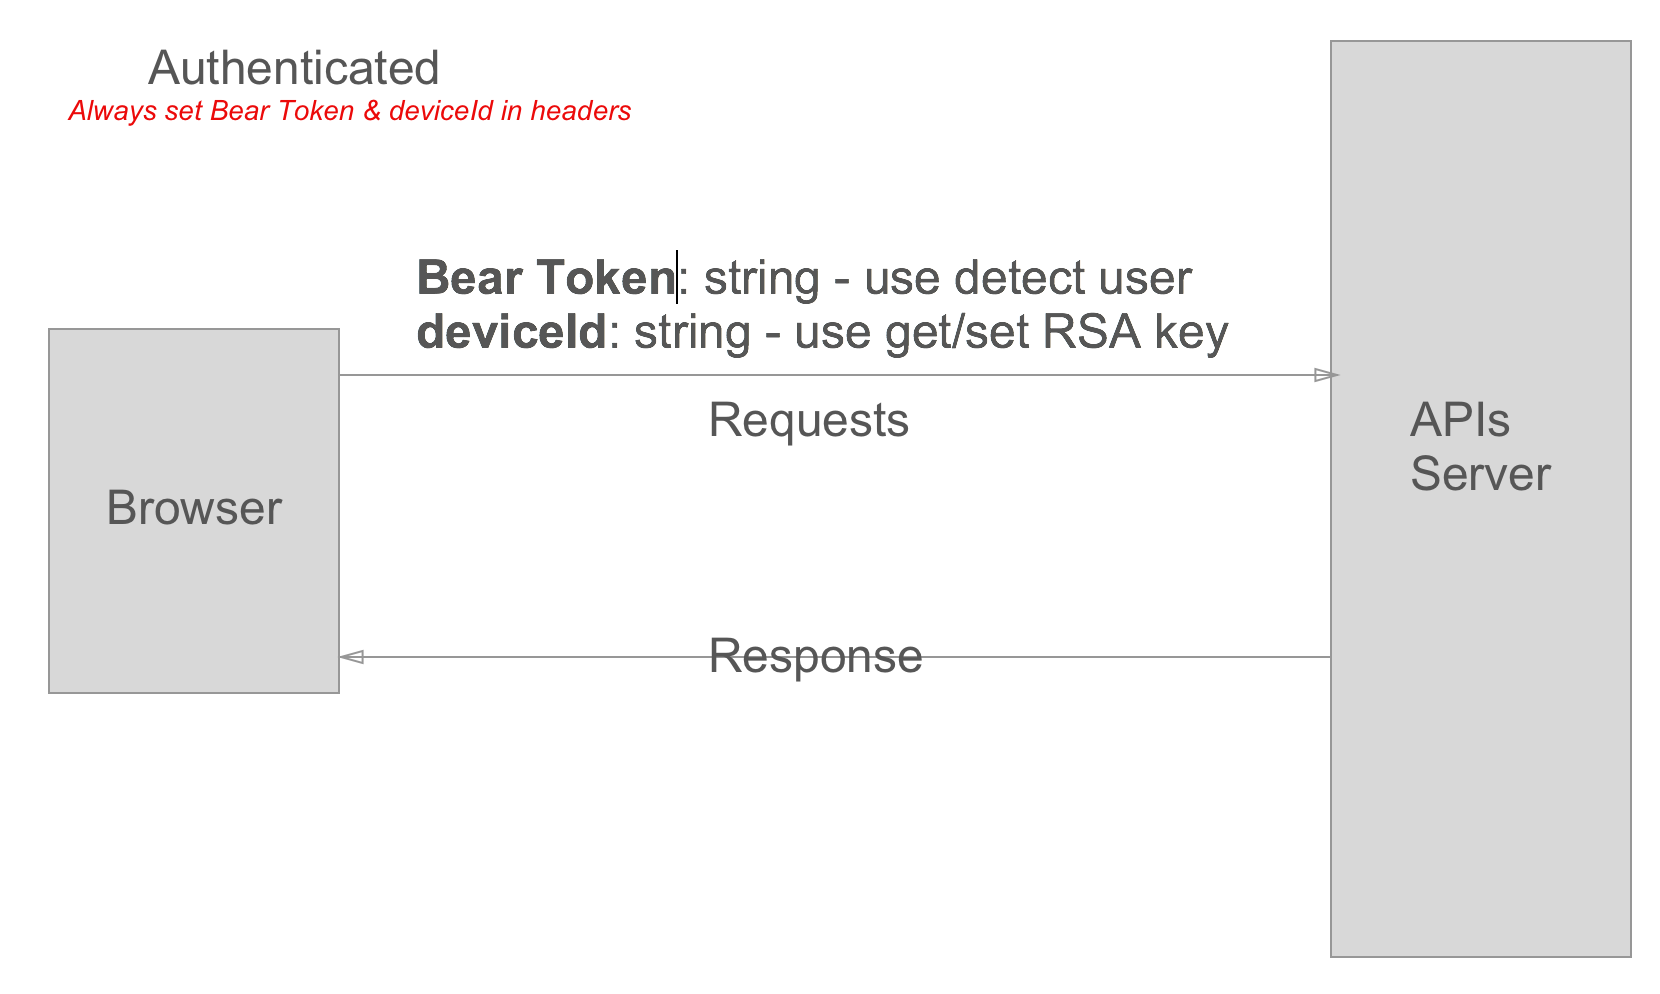 Authenticated
Always set Bear Token & deviceId in headers
Bear Token: string - use detect user
deviceId: string - use get/set RSA key
Requests
APIs
Server
Browser
Response